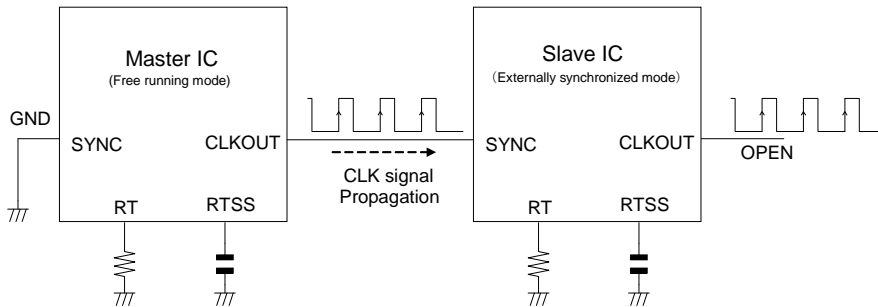 Master IC
(Free running mode)
Slave IC
(Externally synchronized mode)
GND
SYNC
CLKOUT
CLK signal
Propagation
SYNC
CLKOUT
OPEN
RT
RTSS
RT
RTSS